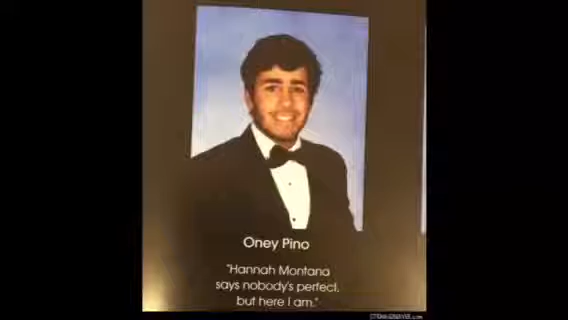 Oney Pino
"Hannah Montana
says nobody's perfect,
but here I am."